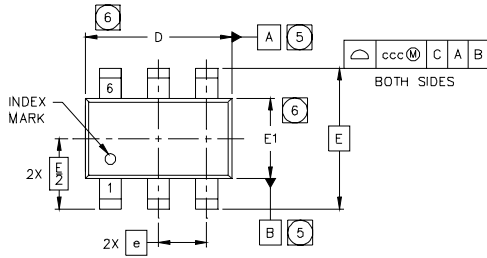 6
D
A 5
⌓ ccc Ⓜ C A B
BOTH SIDES
6
INDEX
MARK
6
E1
E
2X E/2
1
B 5
2X e